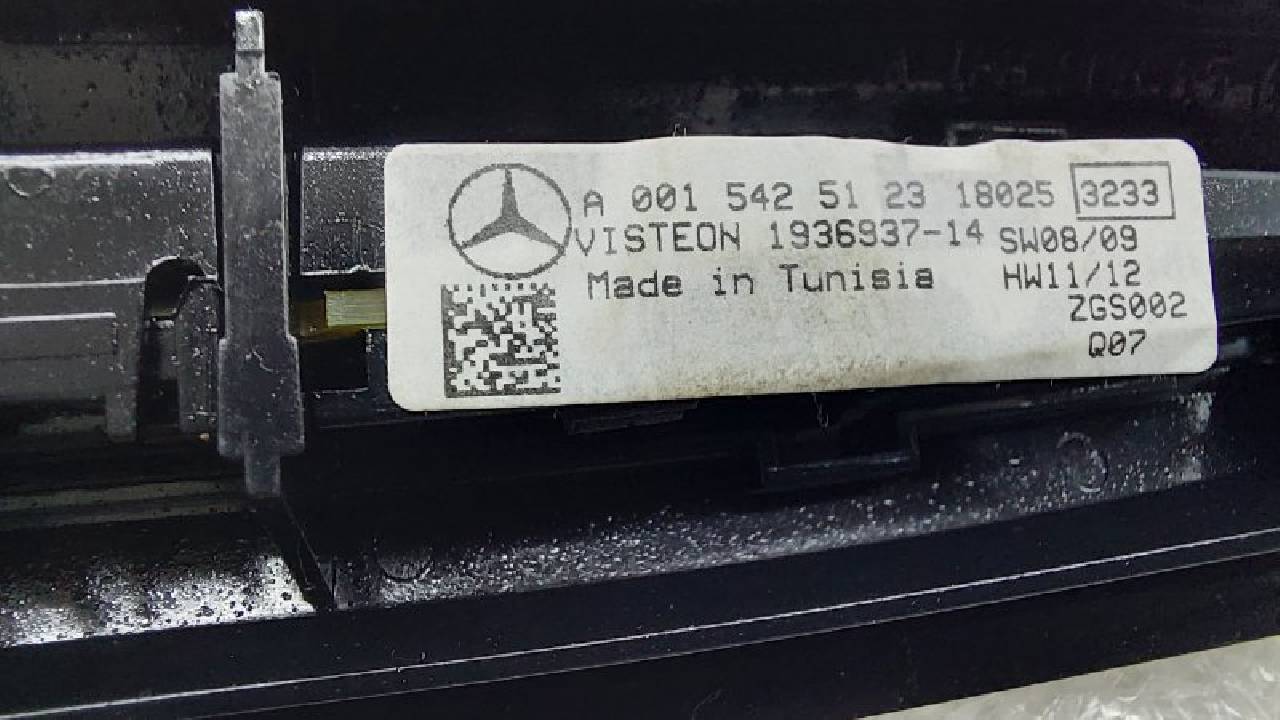 A 001 542 51 23 18025 3233
VISTEON 1936937-14 SW08/09
Made in Tunisia HW11/12
ZGS002
Q07